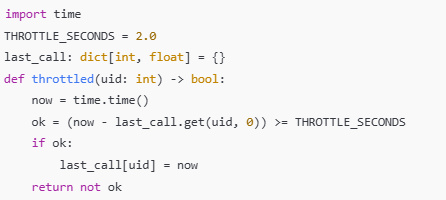 import time
THROTTLE_SECONDS = 2.0
last_call: dict[int, float] = {}
def throttled(uid: int) -> bool:
    now = time.time()
    ok = (now - last_call.get(uid, 0)) >= THROTTLE_SECONDS
    if ok:
        last_call[uid] = now
    return not ok